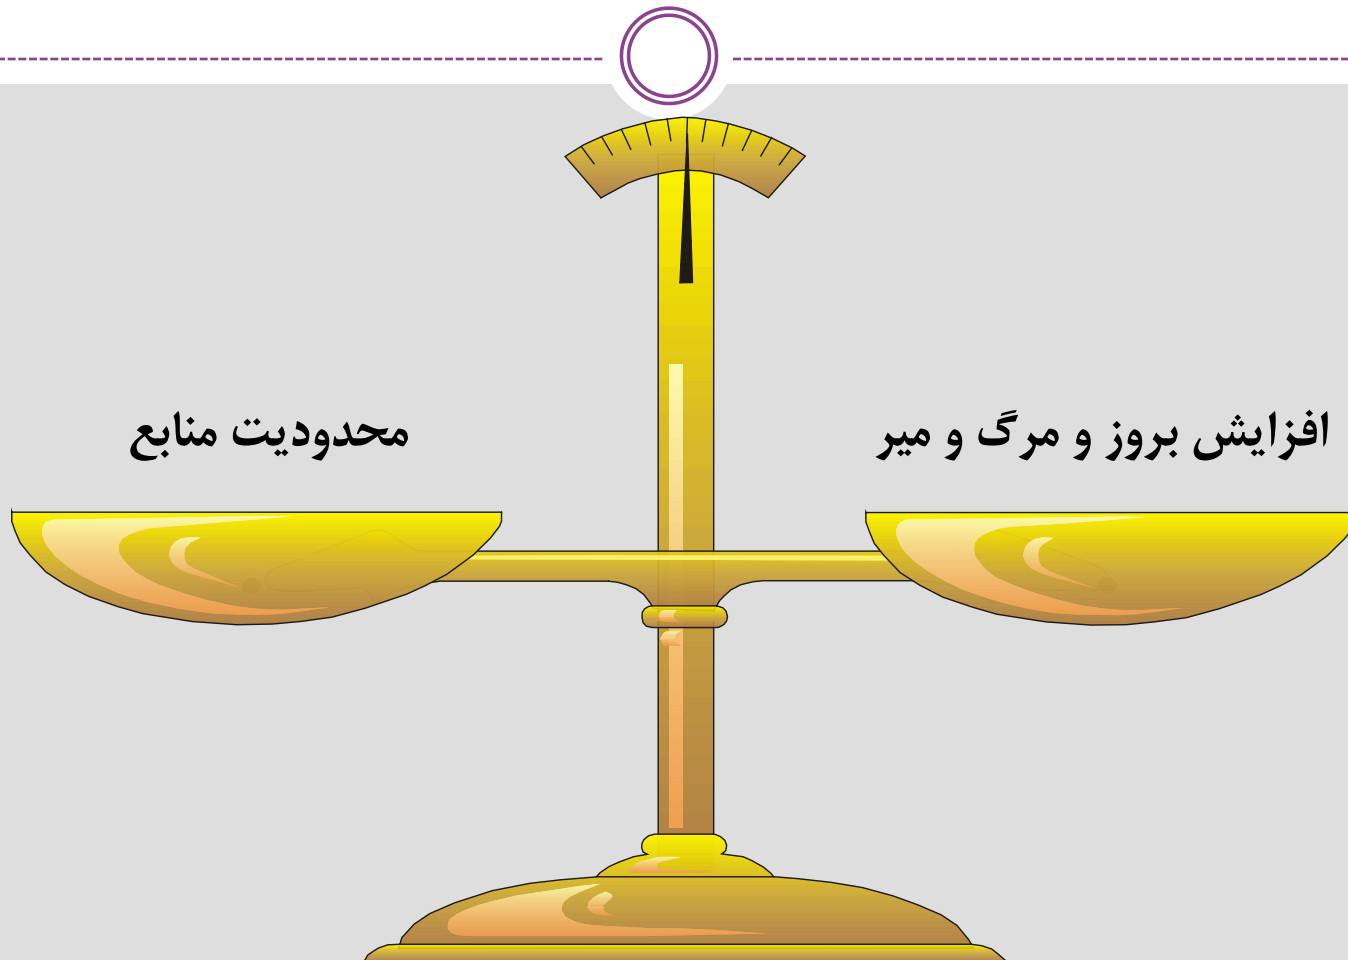 افزایش بروز و مرگ و میر
محدودیت منابع